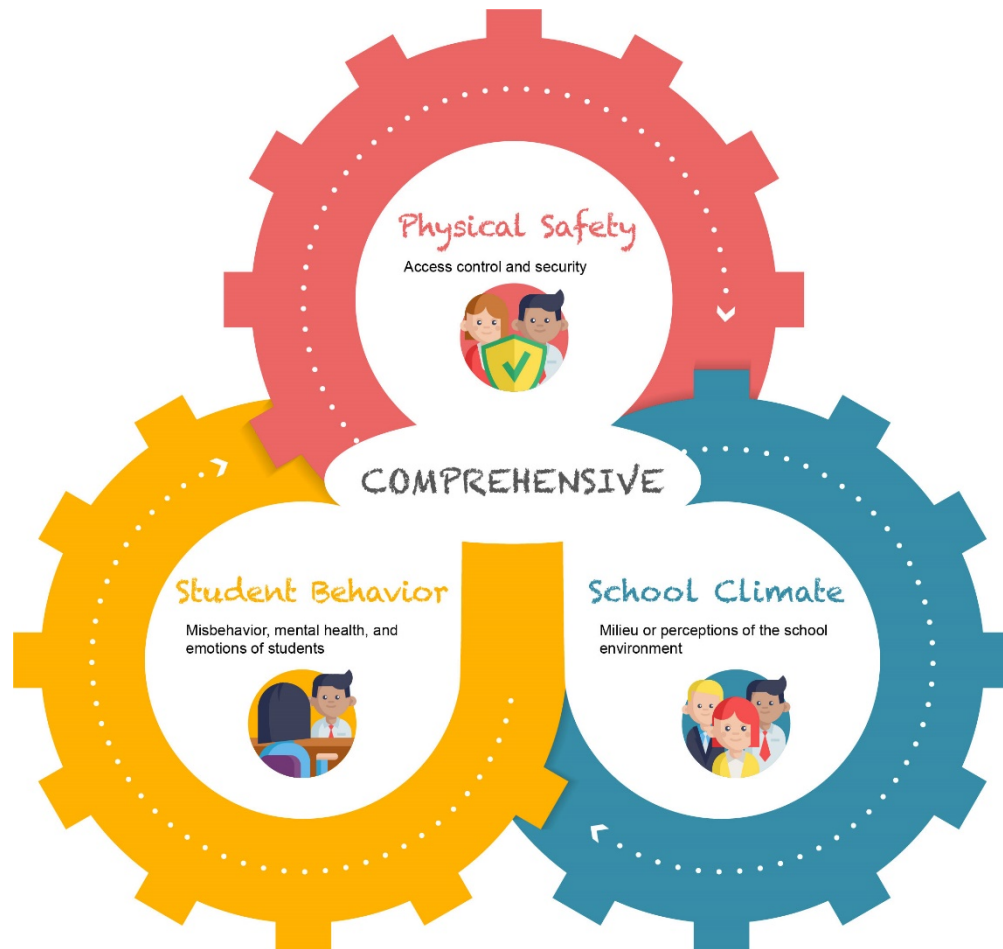 Physical Safety
Access control and security
COMPREHENSIVE
Student Behavior
Misbehavior, mental health, and
emotions of students
School Climate
Milieu or perceptions of the school
environment